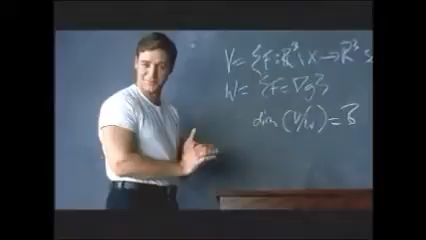 V= {F: R³\X → R³ s
W= {F= ∇g}
dim (V/W) = 8